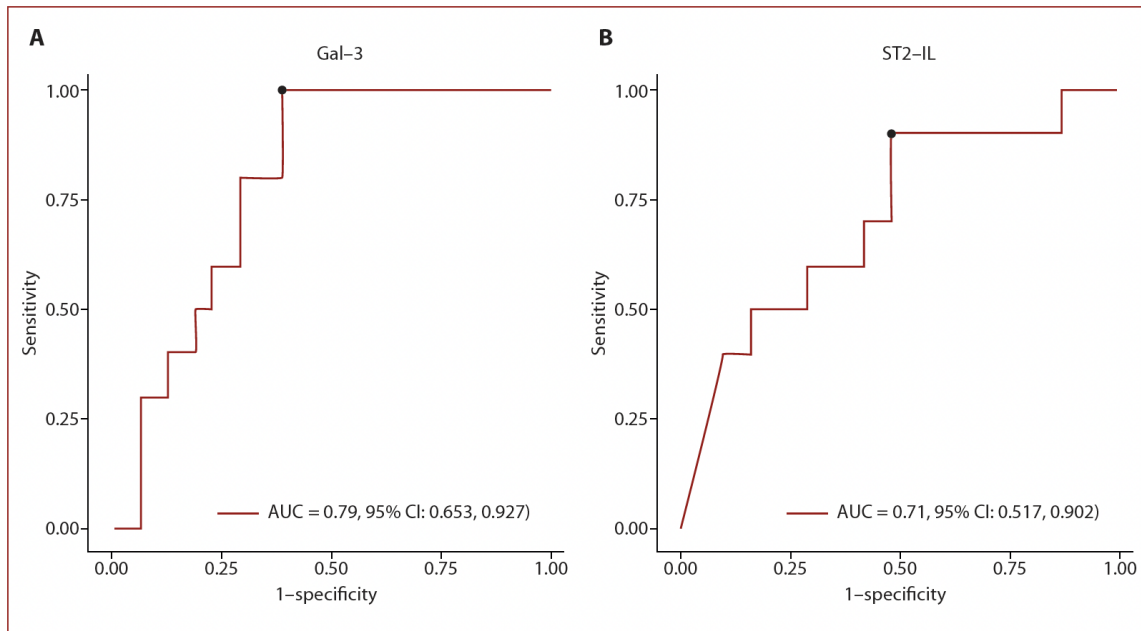 A
Gal–3
Sensitivity
1.00
0.75
0.50
0.25
0.00
AUC = 0.79, 95% CI: 0.653, 0.927)
0.00 0.25 0.50 0.75 1.00
1–specificity
B
ST2–IL
Sensitivity
1.00
0.75
0.50
0.25
0.00
AUC = 0.71, 95% CI: 0.517, 0.902)
0.00 0.25 0.50 0.75 1.00
1–specificity